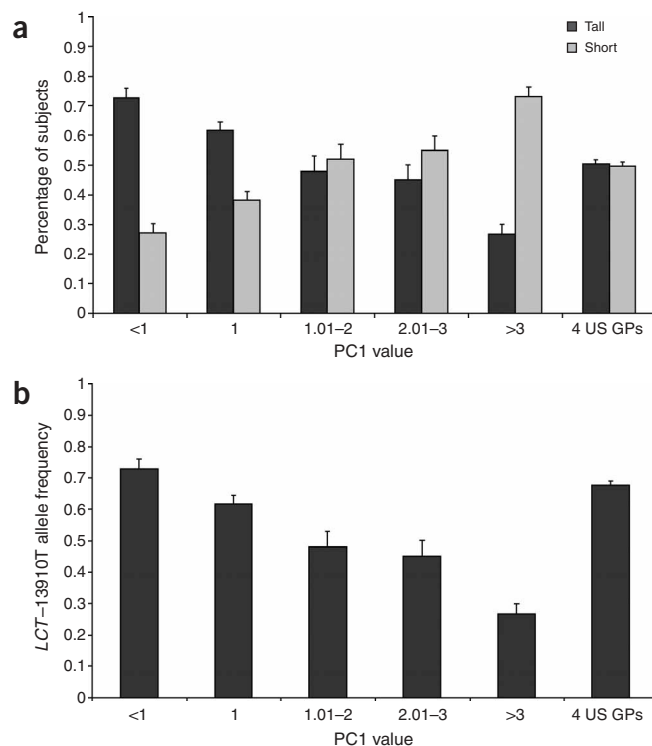 a
Tall
Short
Percentage of subjects
1
0.9
0.8
0.7
0.6
0.5
0.4
0.3
0.2
0.1
0
<1 1 1.01–2 2.01–3 >3 4 US GPs
PC1 value
b
LCT–13910T allele frequency
1
0.9
0.8
0.7
0.6
0.5
0.4
0.3
0.2
0.1
0
<1 1 1.01–2 2.01–3 >3 4 US GPs
PC1 value